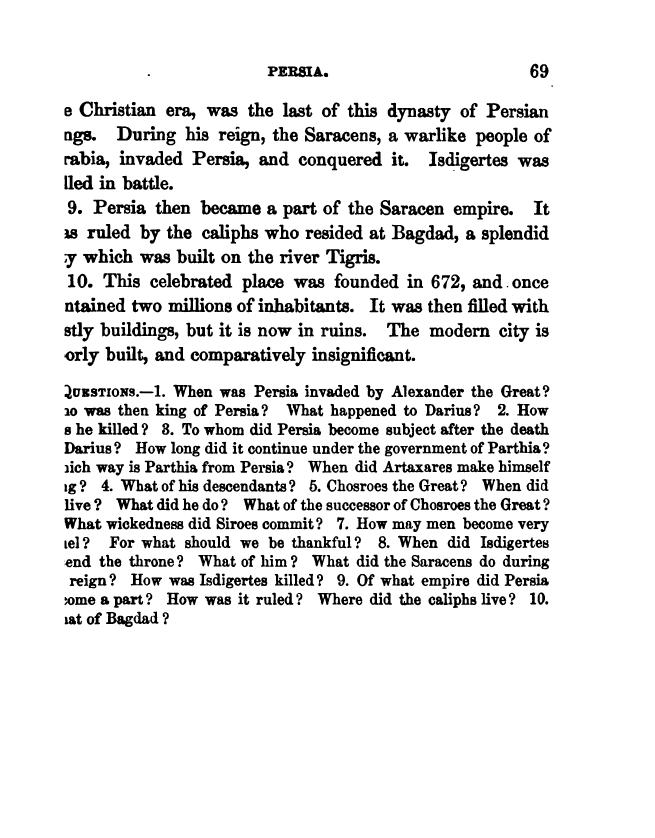 PERSIA. 69
e Christian era, was the last of this dynasty of Persian
ngs. During his reign, the Saracens, a warlike people of
rabia, invaded Persia, and conquered it. Isdigertes was
lled in battle.
9. Persia then became a part of the Saracen empire. It
as ruled by the caliphs who resided at Bagdad, a splendid
y which was built on the river Tigris.
10. This celebrated place was founded in 672, and once
ntained two millions of inhabitants. It was then filled with
stly buildings, but it is now in ruins. The modern city is
orly built, and comparatively insignificant.
QUESTIONS.—1. When was Persia invaded by Alexander the Great?
ho was then king of Persia? What happened to Darius? 2. How
s he killed? 3. To whom did Persia become subject after the death
Darius? How long did it continue under the government of Parthia?
hich way is Parthia from Persia? When did Artaxares make himself
ng? 4. What of his descendants? 5. Chosroes the Great? When did
live? What did he do? What of the successor of Chosroes the Great?
What wickedness did Siroes commit? 7. How may men become very
uel? For what should we be thankful? 8. When did Isdigertes
end the throne? What of him? What did the Saracens do during
reign? How was Isdigertes killed? 9. Of what empire did Persia
come a part? How was it ruled? Where did the caliphs live? 10.
hat of Bagdad?